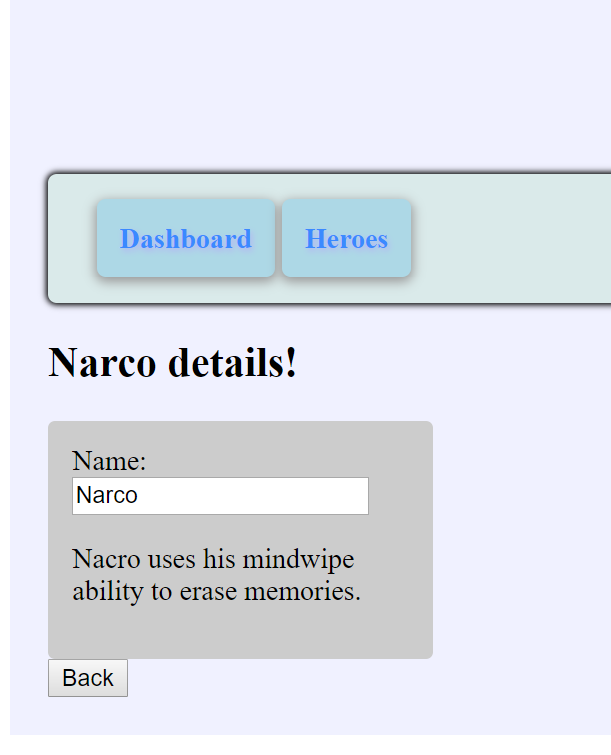 Dashboard Heroes
Narco details!
Name:
Narco
Nacro uses his mindwipe
ability to erase memories.
Back